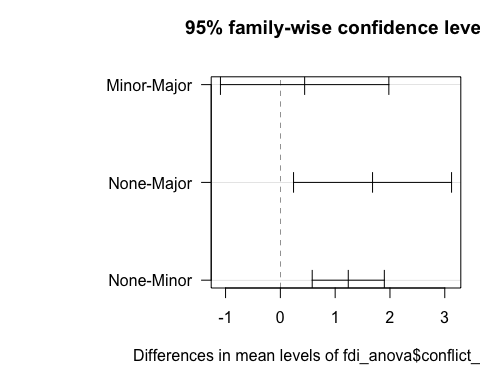 95% family-wise confidence leve
Minor-Major
None-Major
None-Minor
-1 0 1 2 3
Differences in mean levels of fdi_anova$conflict_